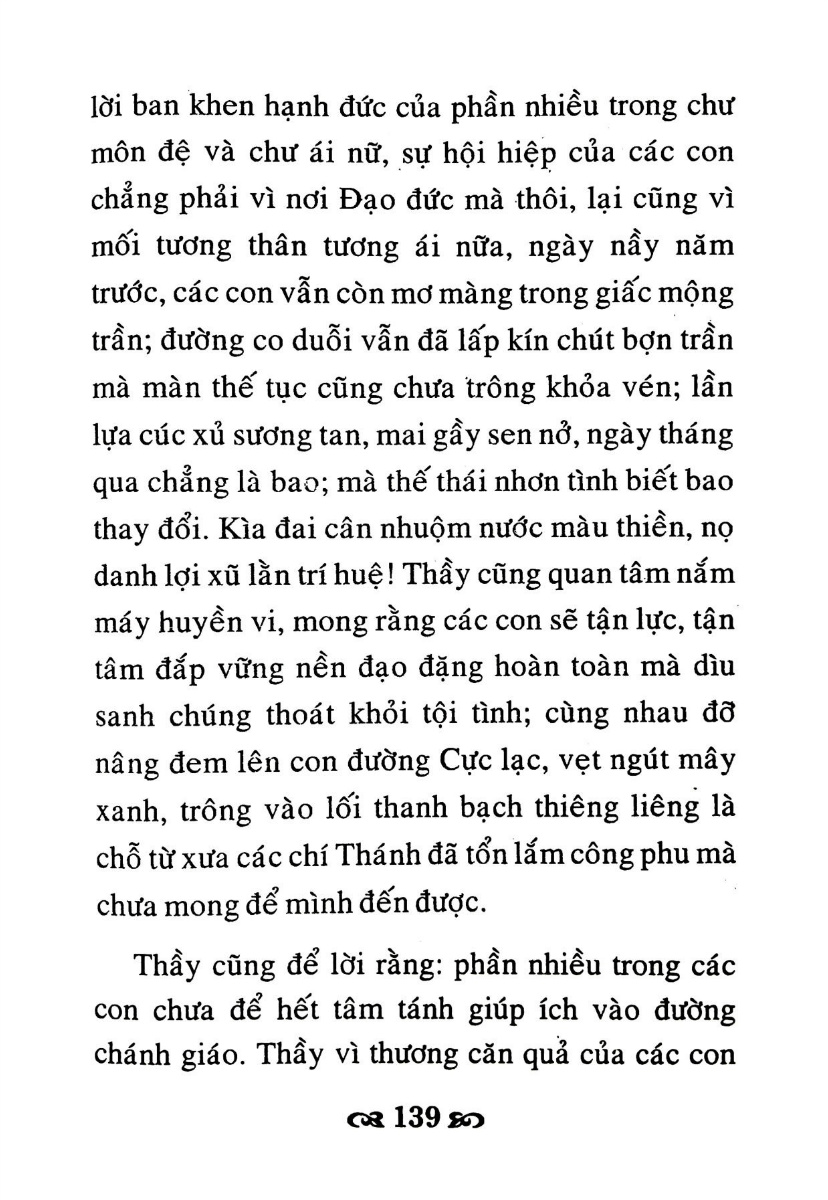 lời ban khen hạnh đức của phần nhiều trong chư
môn đệ và chư ái nữ, sự hội hiệp của các con
chẳng phải vì nơi Đạo đức mà thôi, lại cũng vì
mối tương thân tương ái nữa, ngày nầy năm
trước, các con vẫn còn mơ màng trong giấc mộng
trần; đường co duỗi vẫn đã lấp kín chút bợn trần
mà màn thế tục cũng chưa trông khỏa vén; lần
lựa cúc xủ sương tan, mai gầy sen nở, ngày tháng
qua chẳng là bao; mà thế thái nhơn tình biết bao
thay đổi. Kìa đai cân nhuộm nước màu thiền, nọ
danh lợi xũ lằn trí huệ! Thầy cũng quan tâm nắm
máy huyền vi, mong rằng các con sẽ tận lực, tận
tâm đắp vững nền đạo đặng hoàn toàn mà dìu
sanh chúng thoát khỏi tội tình; cùng nhau đỡ
nâng đem lên con đường Cực lạc, vẹt ngút mây
xanh, trông vào lối thanh bạch thiêng liêng là
chỗ từ xưa các chí Thánh đã tổn lắm công phu mà
chưa mong để mình đến được.
Thầy cũng để lời rằng: phần nhiều trong các
con chưa để hết tâm tánh giúp ích vào đường
chánh giáo. Thầy vì thương căn quả của các con
139